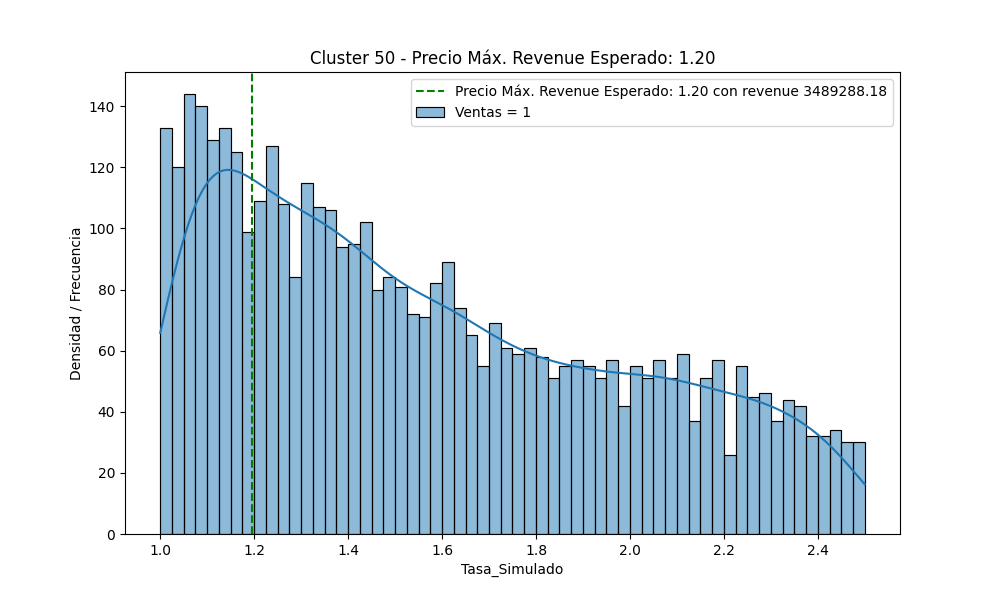 Cluster 50 - Precio Máx. Revenue Esperado: 1.20
Precio Máx. Revenue Esperado: 1.20 con revenue 3489288.18
Ventas = 1
Densidad / Frecuencia
140
120
100
80
60
40
20
0
1.0 1.2 1.4 1.6 1.8 2.0 2.2 2.4
Tasa_Simulado